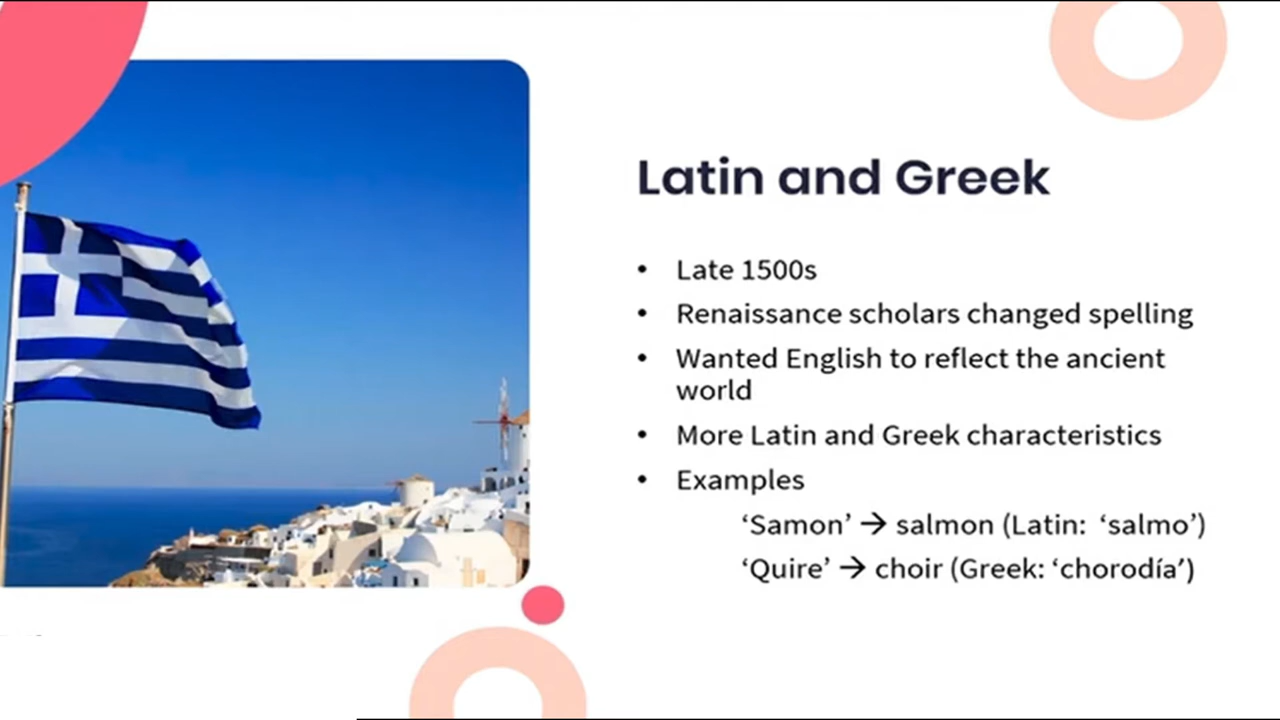 Latin and Greek
• Late 1500s
• Renaissance scholars changed spelling
• Wanted English to reflect the ancient
world
• More Latin and Greek characteristics
• Examples
‘Samon’ → salmon (Latin: ‘salmo’)
‘Quire’ → choir (Greek: ‘chorodía’)